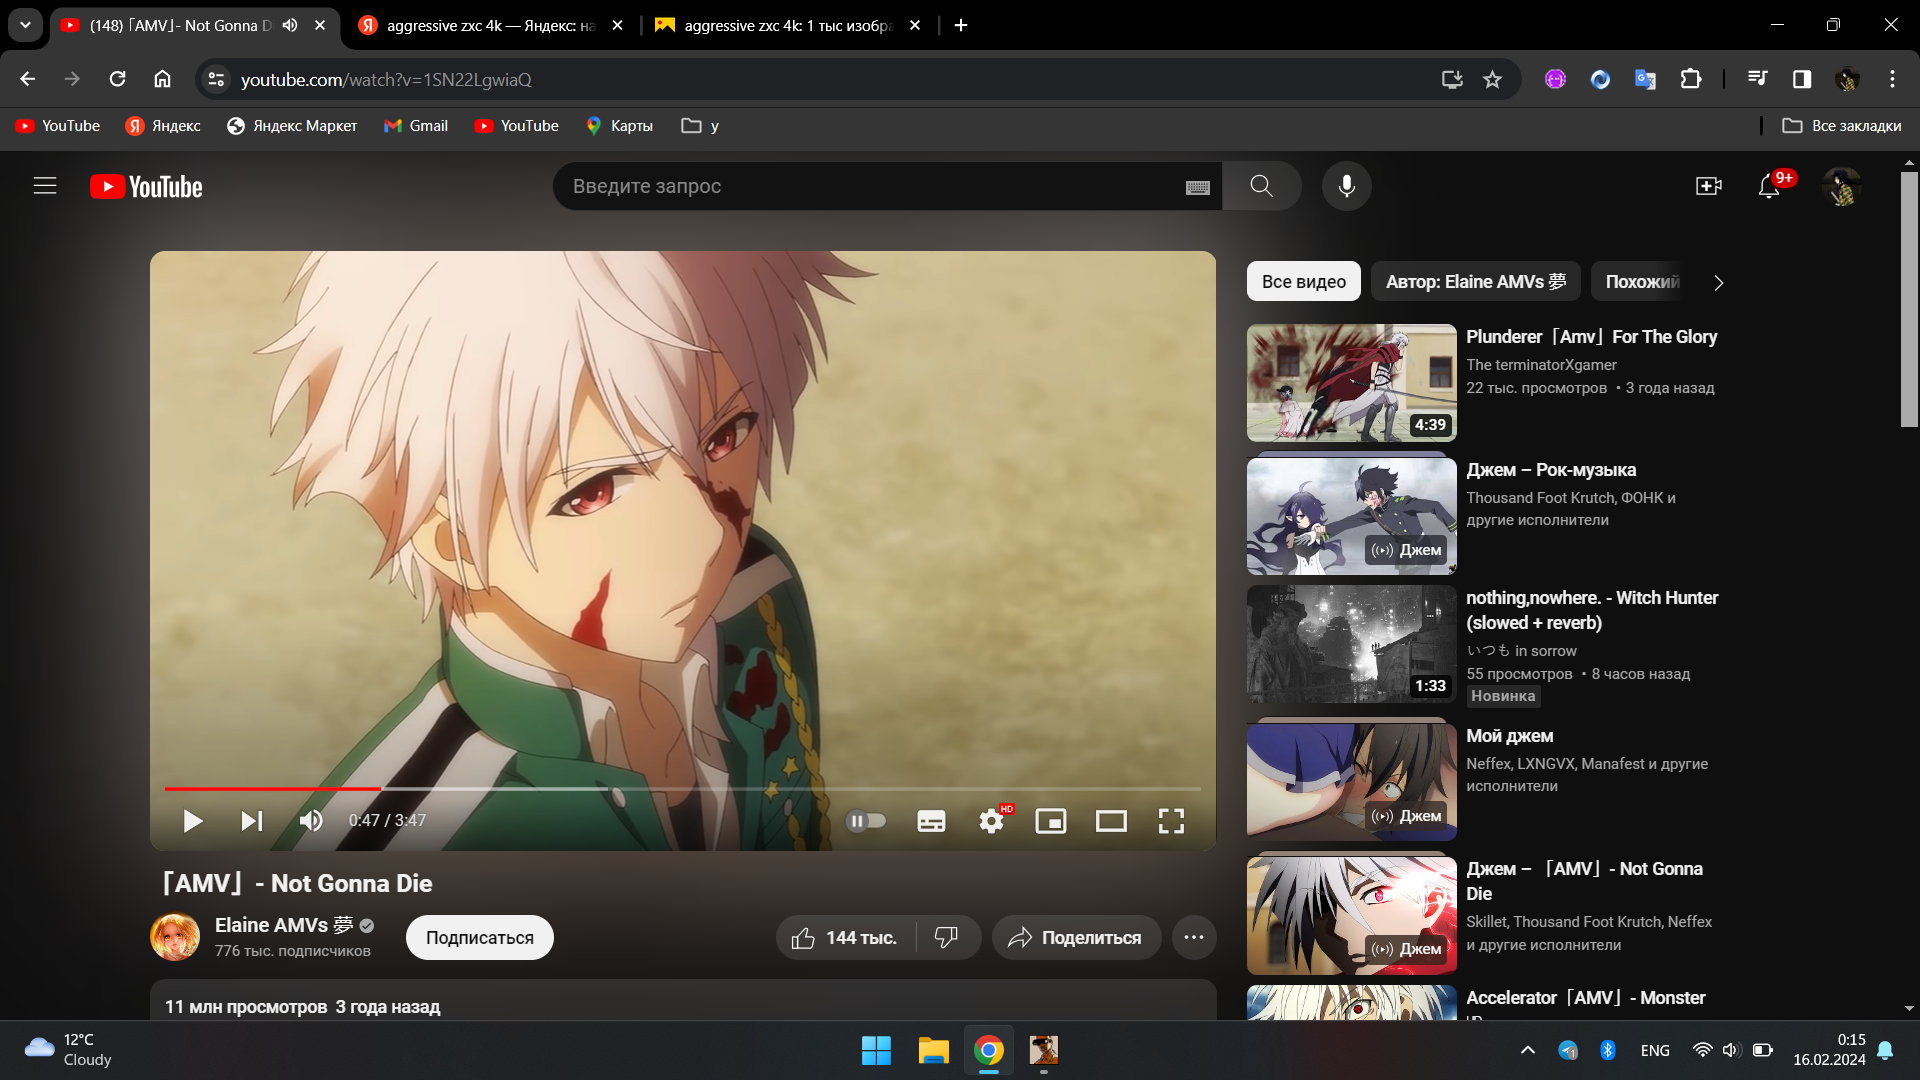 (148) 「AMV」- Not Gonna D
aggressive zxc 4k — Яндекс: на
aggressive zxc 4k: 1 тыс изобра
youtube.com/watch?v=1SN22LgwiaQ
YouTube
Яндекс
Яндекс Маркет
Gmail
YouTube
Карты
у
Все закладки
YouTube
Введите запрос
9+
Все видео
Автор: Elaine AMVs 夢
Похожий
Plunderer「Amv」For The Glory
The terminatorXgamer
22 тыс. просмотров • 3 года назад
4:39
Джем – Рок-музыка
Thousand Foot Krutch, ФОНК и
другие исполнители
Джем
nothing,nowhere. - Witch Hunter
(slowed + reverb)
いつも in sorrow
55 просмотров • 8 часов назад
Новинка
1:33
Мой джем
Neffex, LXNGVX, Manafest и другие
исполнители
Джем
Джем – 「AMV」- Not Gonna
Die
Skillet, Thousand Foot Krutch, Neffex
и другие исполнители
Джем
Accelerator「AMV」- Monster
0:47 / 3:47
HD
「AMV」- Not Gonna Die
Elaine AMVs 夢
776 тыс. подписчиков
Подписаться
144 тыс.
Поделиться
11 млн просмотров 3 года назад
12°C
Cloudy
1
ENG
0:15
16.02.2024